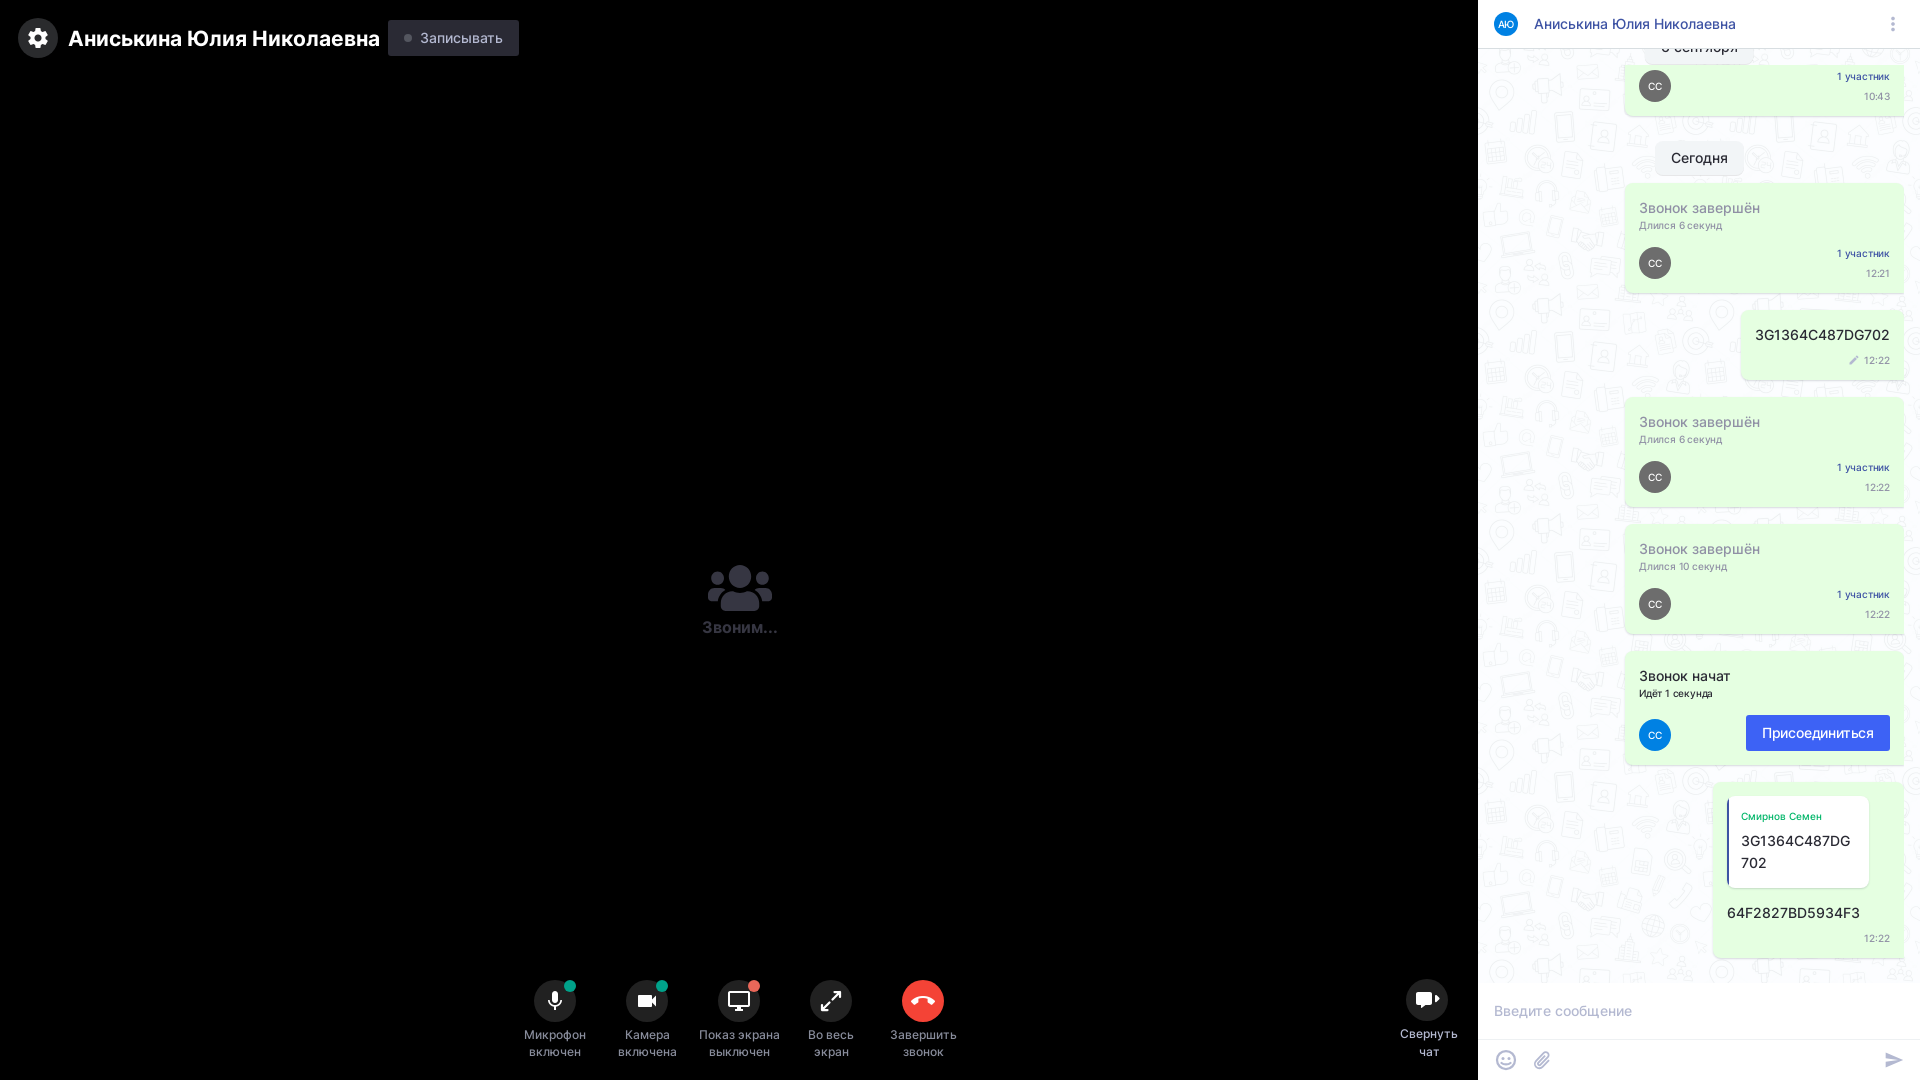 Аниськина Юлия Николаевна
Записывать
Звоним...
Микрофон
включен
Камера
включена
Показ экрана
выключен
Во весь
экран
Завершить
звонок
Свернуть
чат
АЮ
Аниськина Юлия Николаевна
СС
1 участник
10:43
Сегодня
Звонок завершён
Длился 6 секунд
СС
1 участник
12:21
3G1364C487DG702
12:22
Звонок завершён
Длился 6 секунд
СС
1 участник
12:22
Звонок завершён
Длился 10 секунд
СС
1 участник
12:22
Звонок начат
Идёт 1 секунда
СС
Присоединиться
Смирнов Семен
3G1364C487DG
702
64F2827BD5934F3
12:22
Введите сообщение